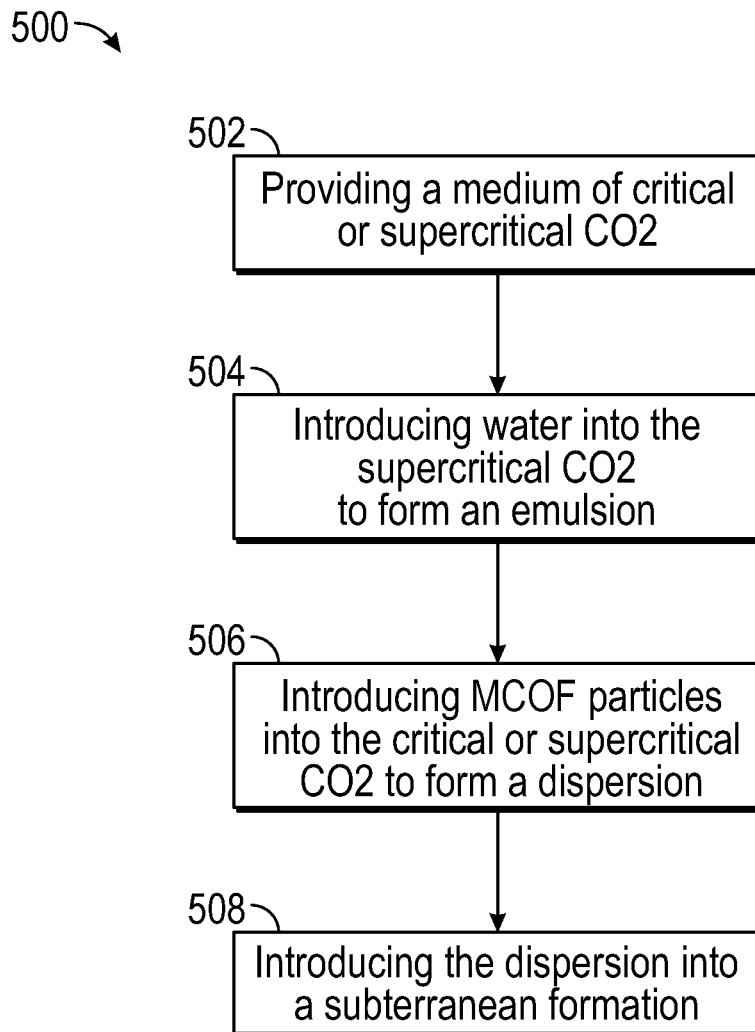 500
502
Providing a medium of critical
or supercritical CO2
504
Introducing water into the
supercritical CO2
to form an emulsion
506
Introducing MCOF particles
into the critical or supercritical
CO2 to form a dispersion
508
Introducing the dispersion into
a subterranean formation